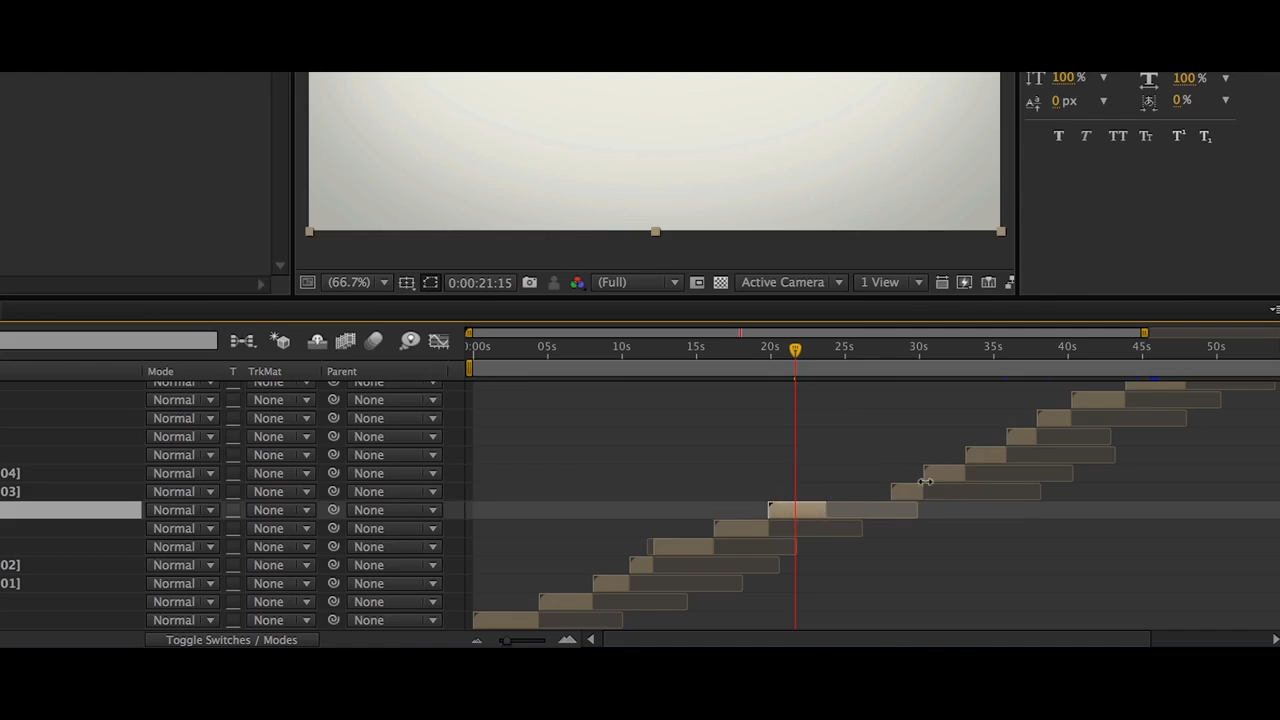 100 % 100 %
0 px 0 %
T T TT Tт T¹ T₁
(66.7%) 0:00:21:15 (Full) Active Camera 1 View
:00s 05s 10s 15s 20s 25s 30s 35s 40s 45s 50s
Mode T TrkMat Parent
Normal None None
Normal None None
Normal None None
Normal None None
Normal None None
04] Normal None None
03] Normal None None
Normal None None
Normal None None
Normal None None
02] Normal None None
01] Normal None None
Normal None None
Normal None None
Toggle Switches / Modes